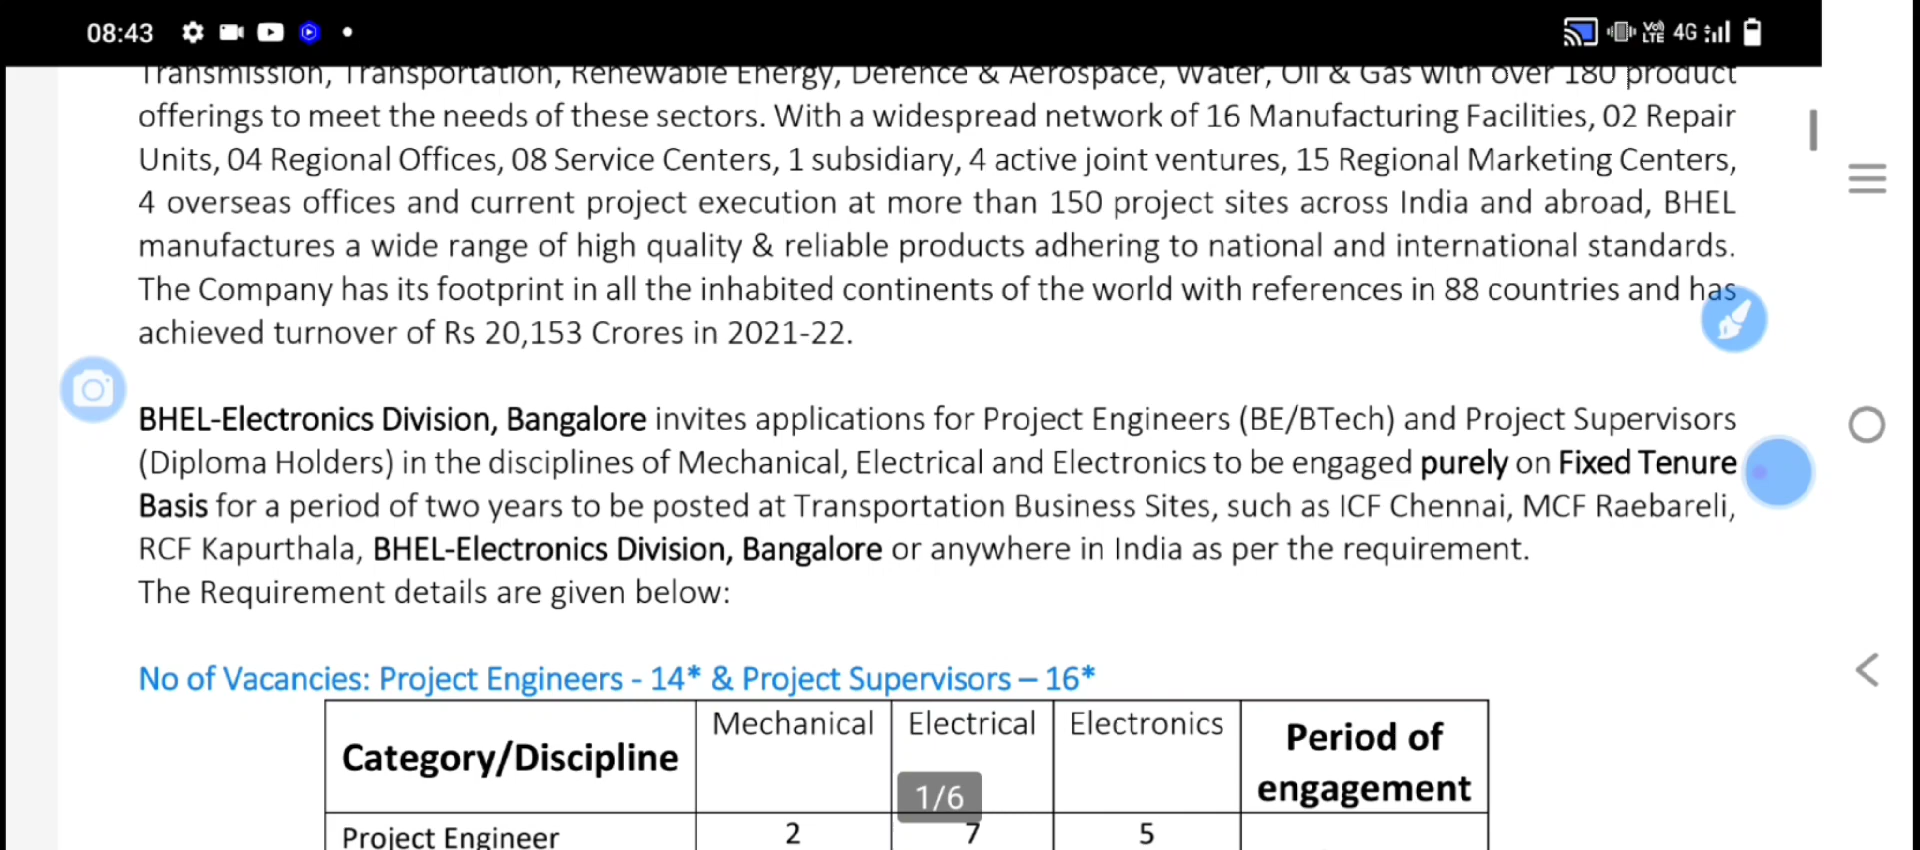 08:43
VoD LTE 4G
Transmission, Transportation, Renewable Energy, Defence & Aerospace, Water, Oil & Gas with over 180 product
offerings to meet the needs of these sectors. With a widespread network of 16 Manufacturing Facilities, 02 Repair
Units, 04 Regional Offices, 08 Service Centers, 1 subsidiary, 4 active joint ventures, 15 Regional Marketing Centers,
4 overseas offices and current project execution at more than 150 project sites across India and abroad, BHEL
manufactures a wide range of high quality & reliable products adhering to national and international standards.
The Company has its footprint in all the inhabited continents of the world with references in 88 countries and has
achieved turnover of Rs 20,153 Crores in 2021-22.
BHEL-Electronics Division, Bangalore invites applications for Project Engineers (BE/BTech) and Project Supervisors
(Diploma Holders) in the disciplines of Mechanical, Electrical and Electronics to be engaged purely on Fixed Tenure
Basis for a period of two years to be posted at Transportation Business Sites, such as ICF Chennai, MCF Raebareli,
RCF Kapurthala, BHEL-Electronics Division, Bangalore or anywhere in India as per the requirement.
The Requirement details are given below:
No of Vacancies: Project Engineers - 14* & Project Supervisors – 16*
Category/Discipline Mechanical Electrical Electronics Period of
engagement
1/6
Project Engineer 2 7 5